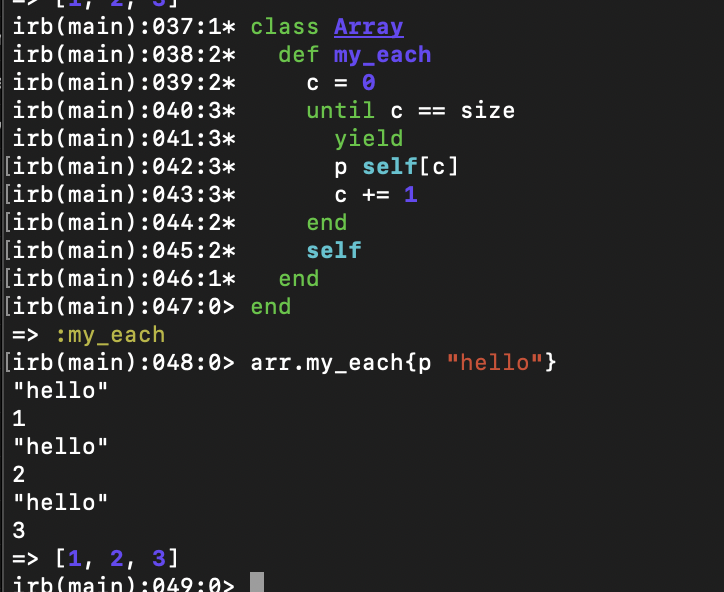 => [1, 2, 3]
irb(main):037:1* class Array
irb(main):038:2*   def my_each
irb(main):039:2*     c = 0
irb(main):040:3*     until c == size
irb(main):041:3*       yield
irb(main):042:3*       p self[c]
irb(main):043:3*       c += 1
irb(main):044:2*     end
irb(main):045:2*     self
irb(main):046:1*   end
irb(main):047:0> end
=> :my_each
irb(main):048:0> arr.my_each{p "hello"}
"hello"
1
"hello"
2
"hello"
3
=> [1, 2, 3]
irb(main):049:0>